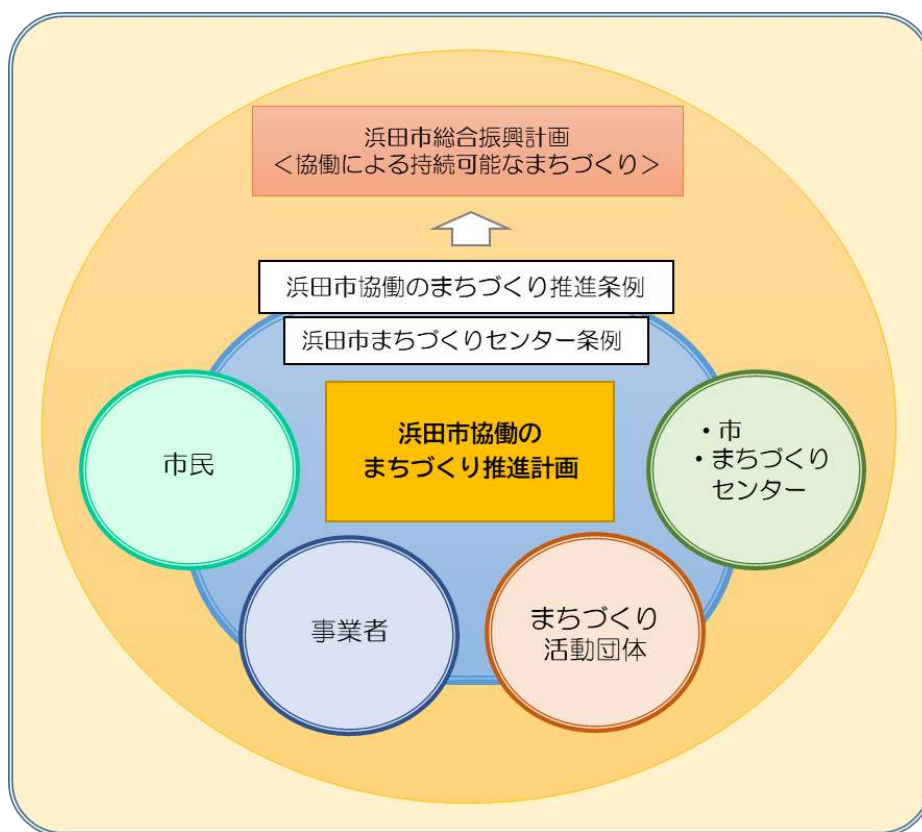 浜田市総合振興計画
＜協働による持続可能なまちづくり＞
浜田市協働のまちづくり推進条例
浜田市まちづくりセンター条例
浜田市協働の
まちづくり推進計画
市民
・市
・まちづくり
センター
事業者
まちづくり
活動団体